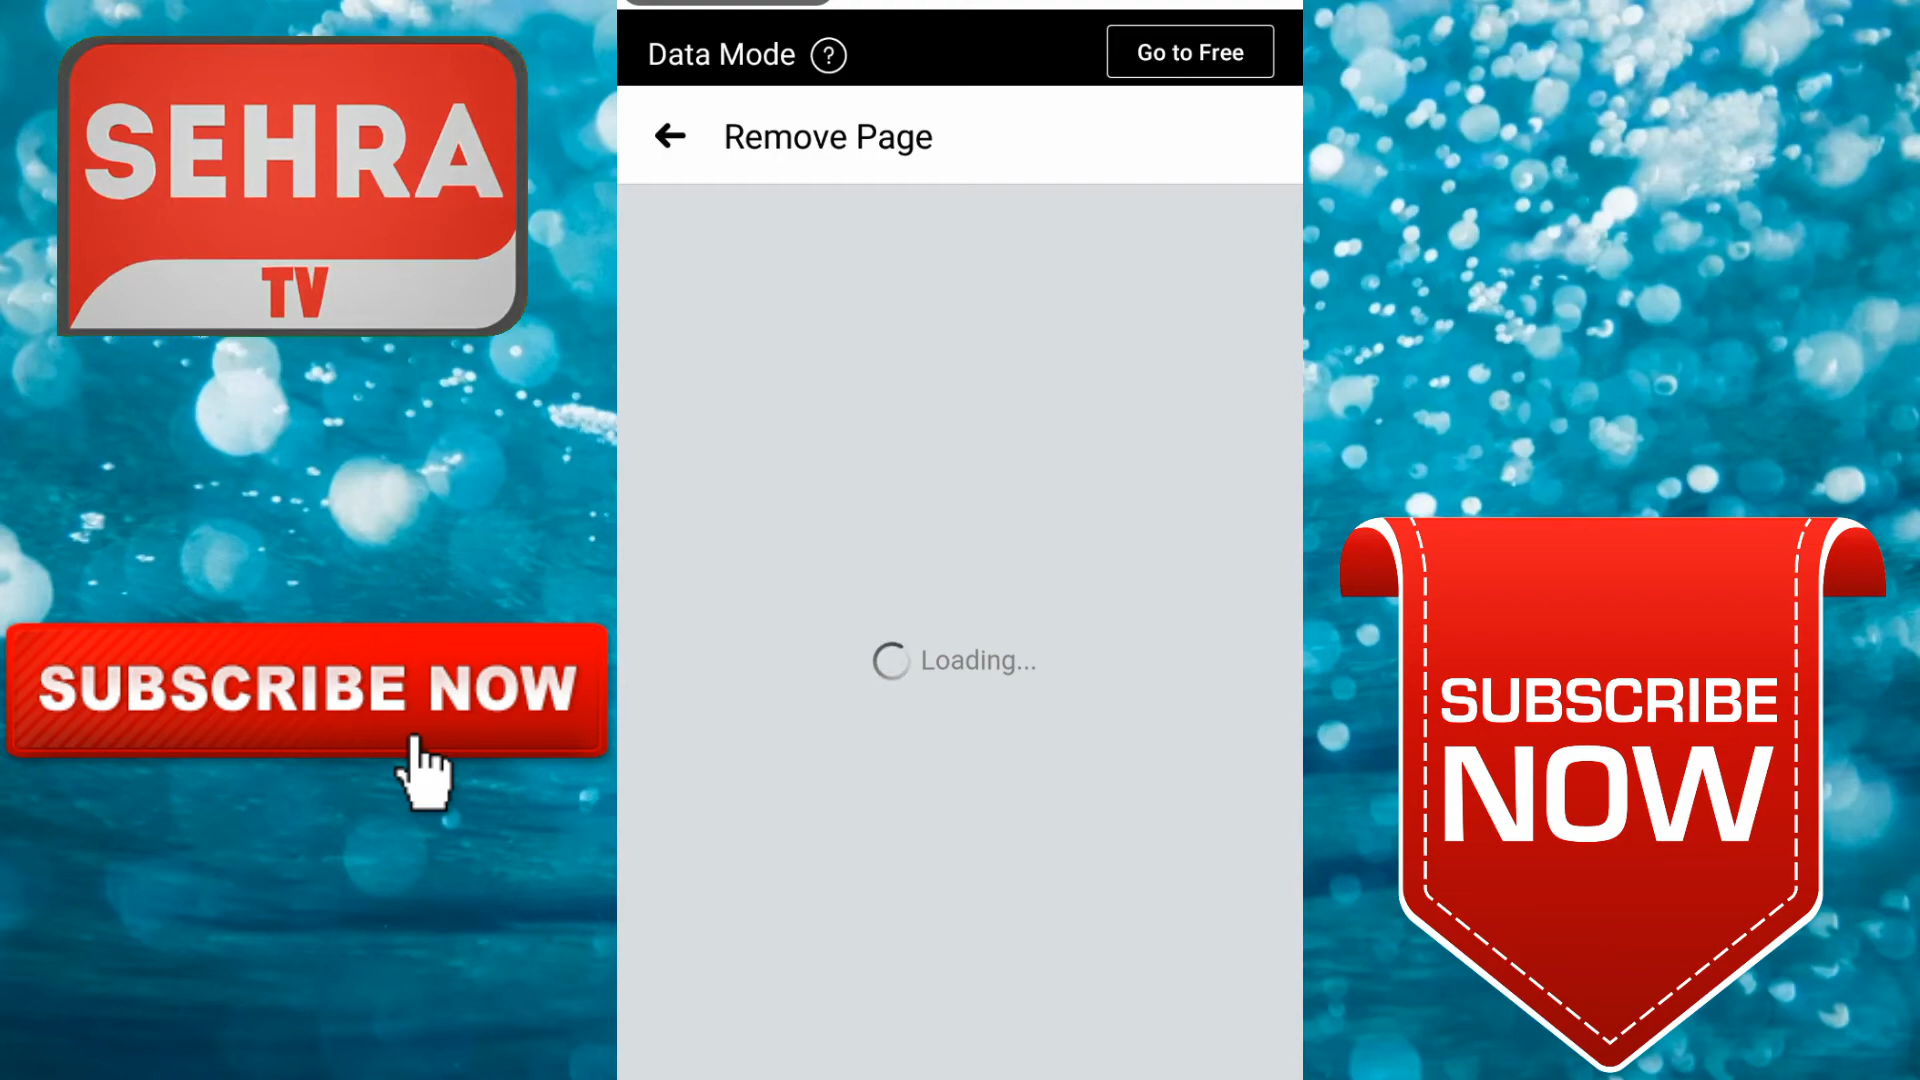 SEHRA
TV
SUBSCRIBE NOW
Data Mode ?
Go to Free
Remove Page
Loading...
SUBSCRIBE
NOW